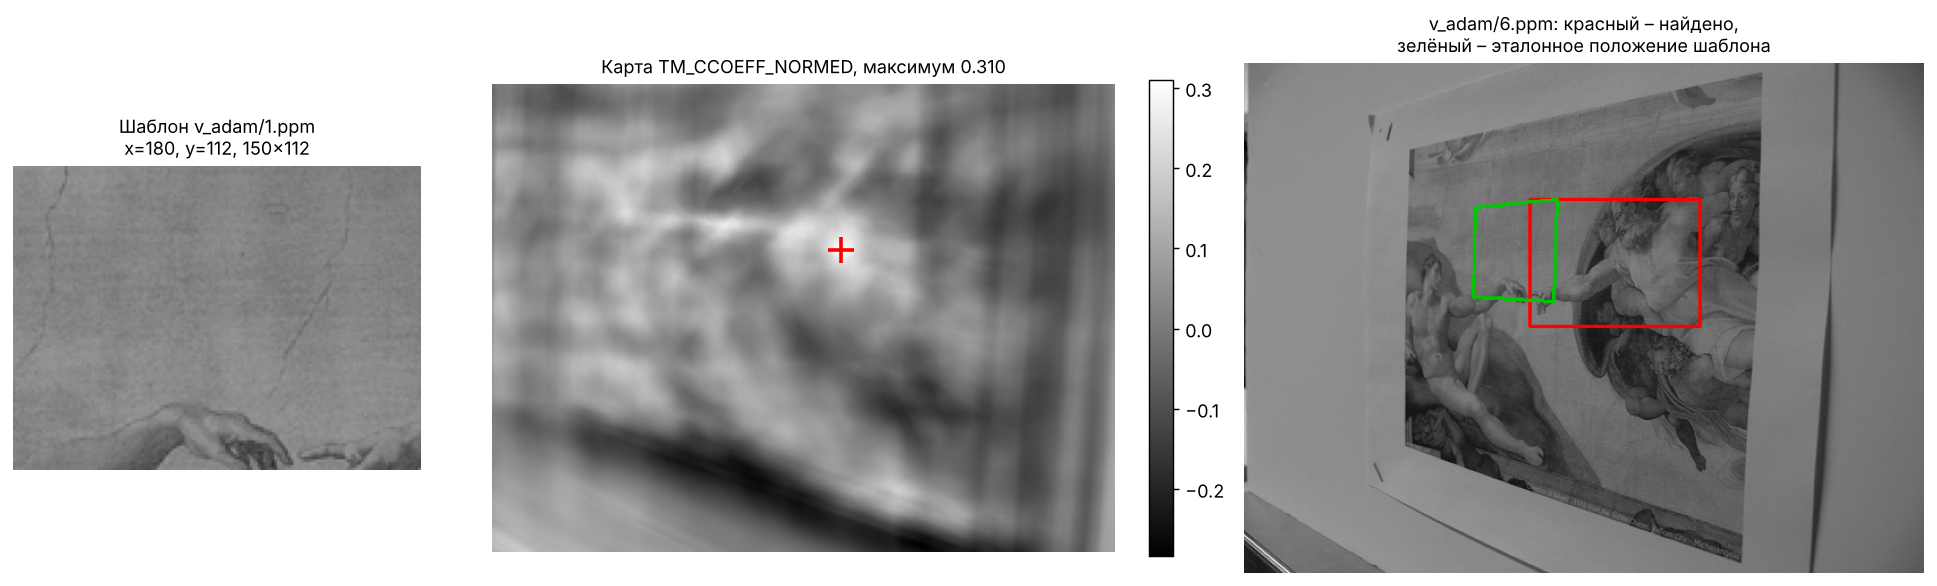 Шаблон v_adam/1.ppm
x=180, y=112, 150×112
Карта TM_CCOEFF_NORMED, максимум 0.310
0.3
0.2
0.1
0.0
−0.1
−0.2
v_adam/6.ppm: красный – найдено,
зелёный – эталонное положение шаблона